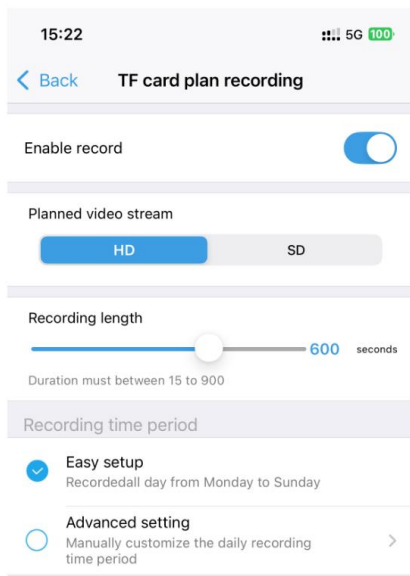 15:22 5G 100
Back TF card plan recording
Enable record
Planned video stream
HD SD
Recording length
600 seconds
Duration must between 15 to 900
Recording time period
Easy setup
Recordedall day from Monday to Sunday
Advanced setting
Manually customize the daily recording
time period